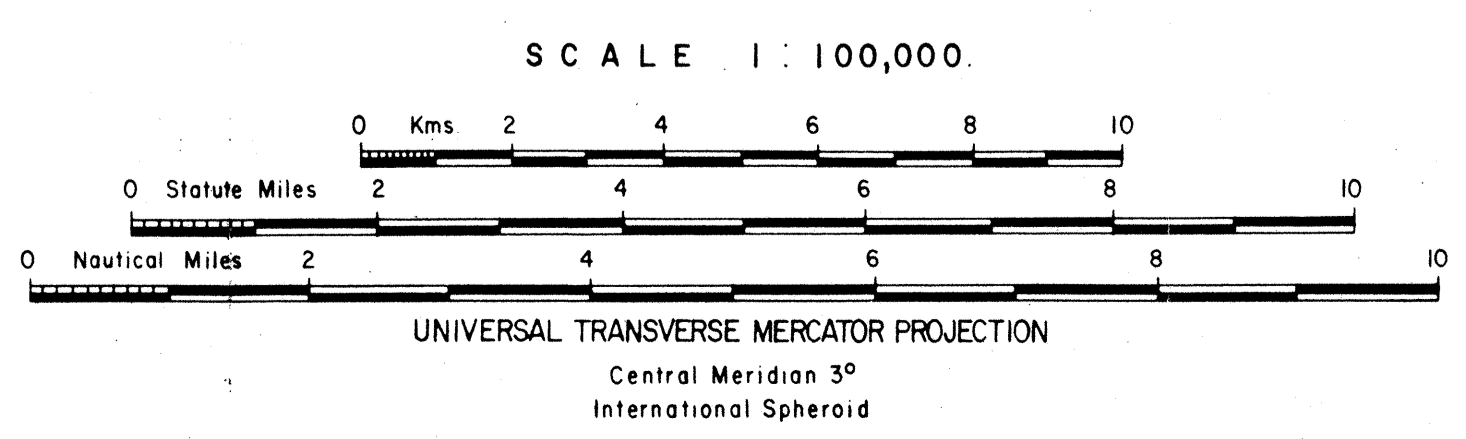 SCALE 1:100,000.
0 Kms. 2 4 6 8 10
0 Statute Miles 2 4 6 8 10
0 Nautical Miles 2 4 6 8 10
UNIVERSAL TRANSVERSE MERCATOR PROJECTION
Central Meridian 3°
International Spheroid